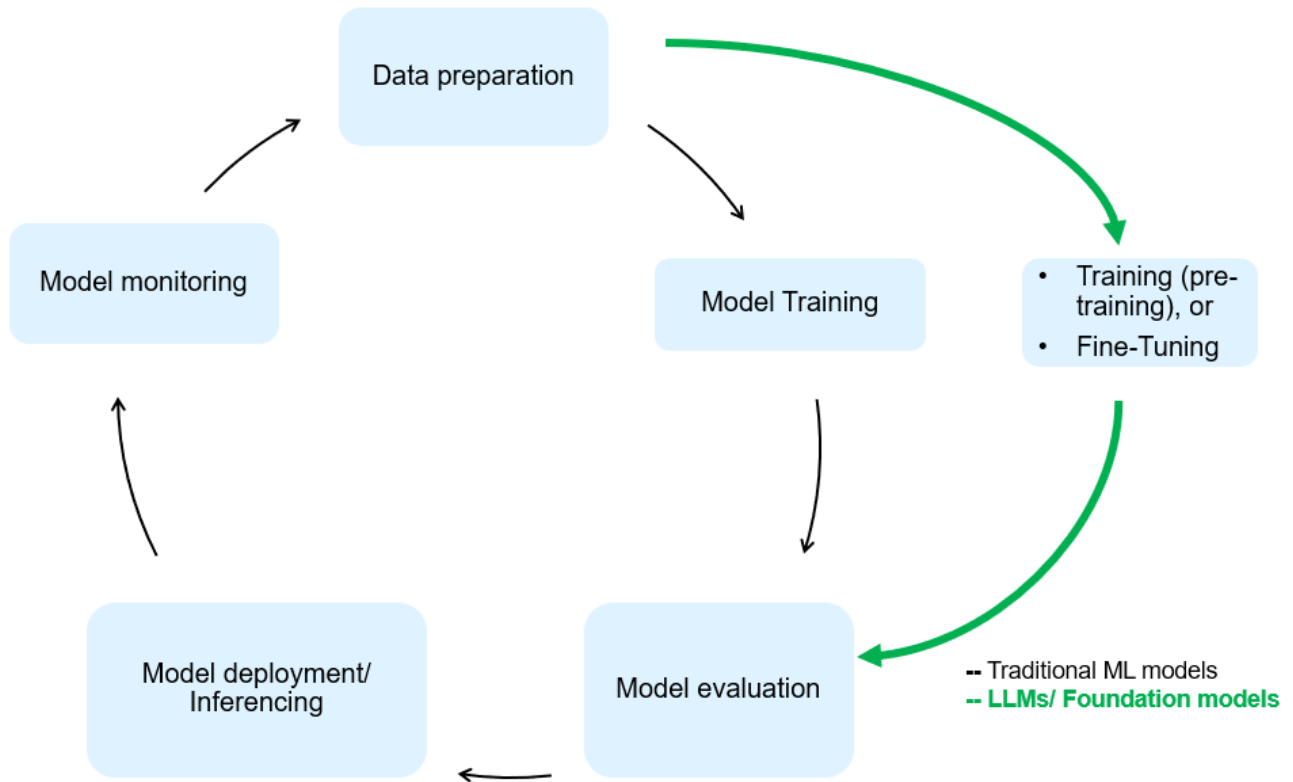 Data preparation
Model monitoring
Model Training
• Training (pre-
training), or
• Fine-Tuning
Model deployment/
Inferencing
Model evaluation
-- Traditional ML models
-- LLMs/ Foundation models